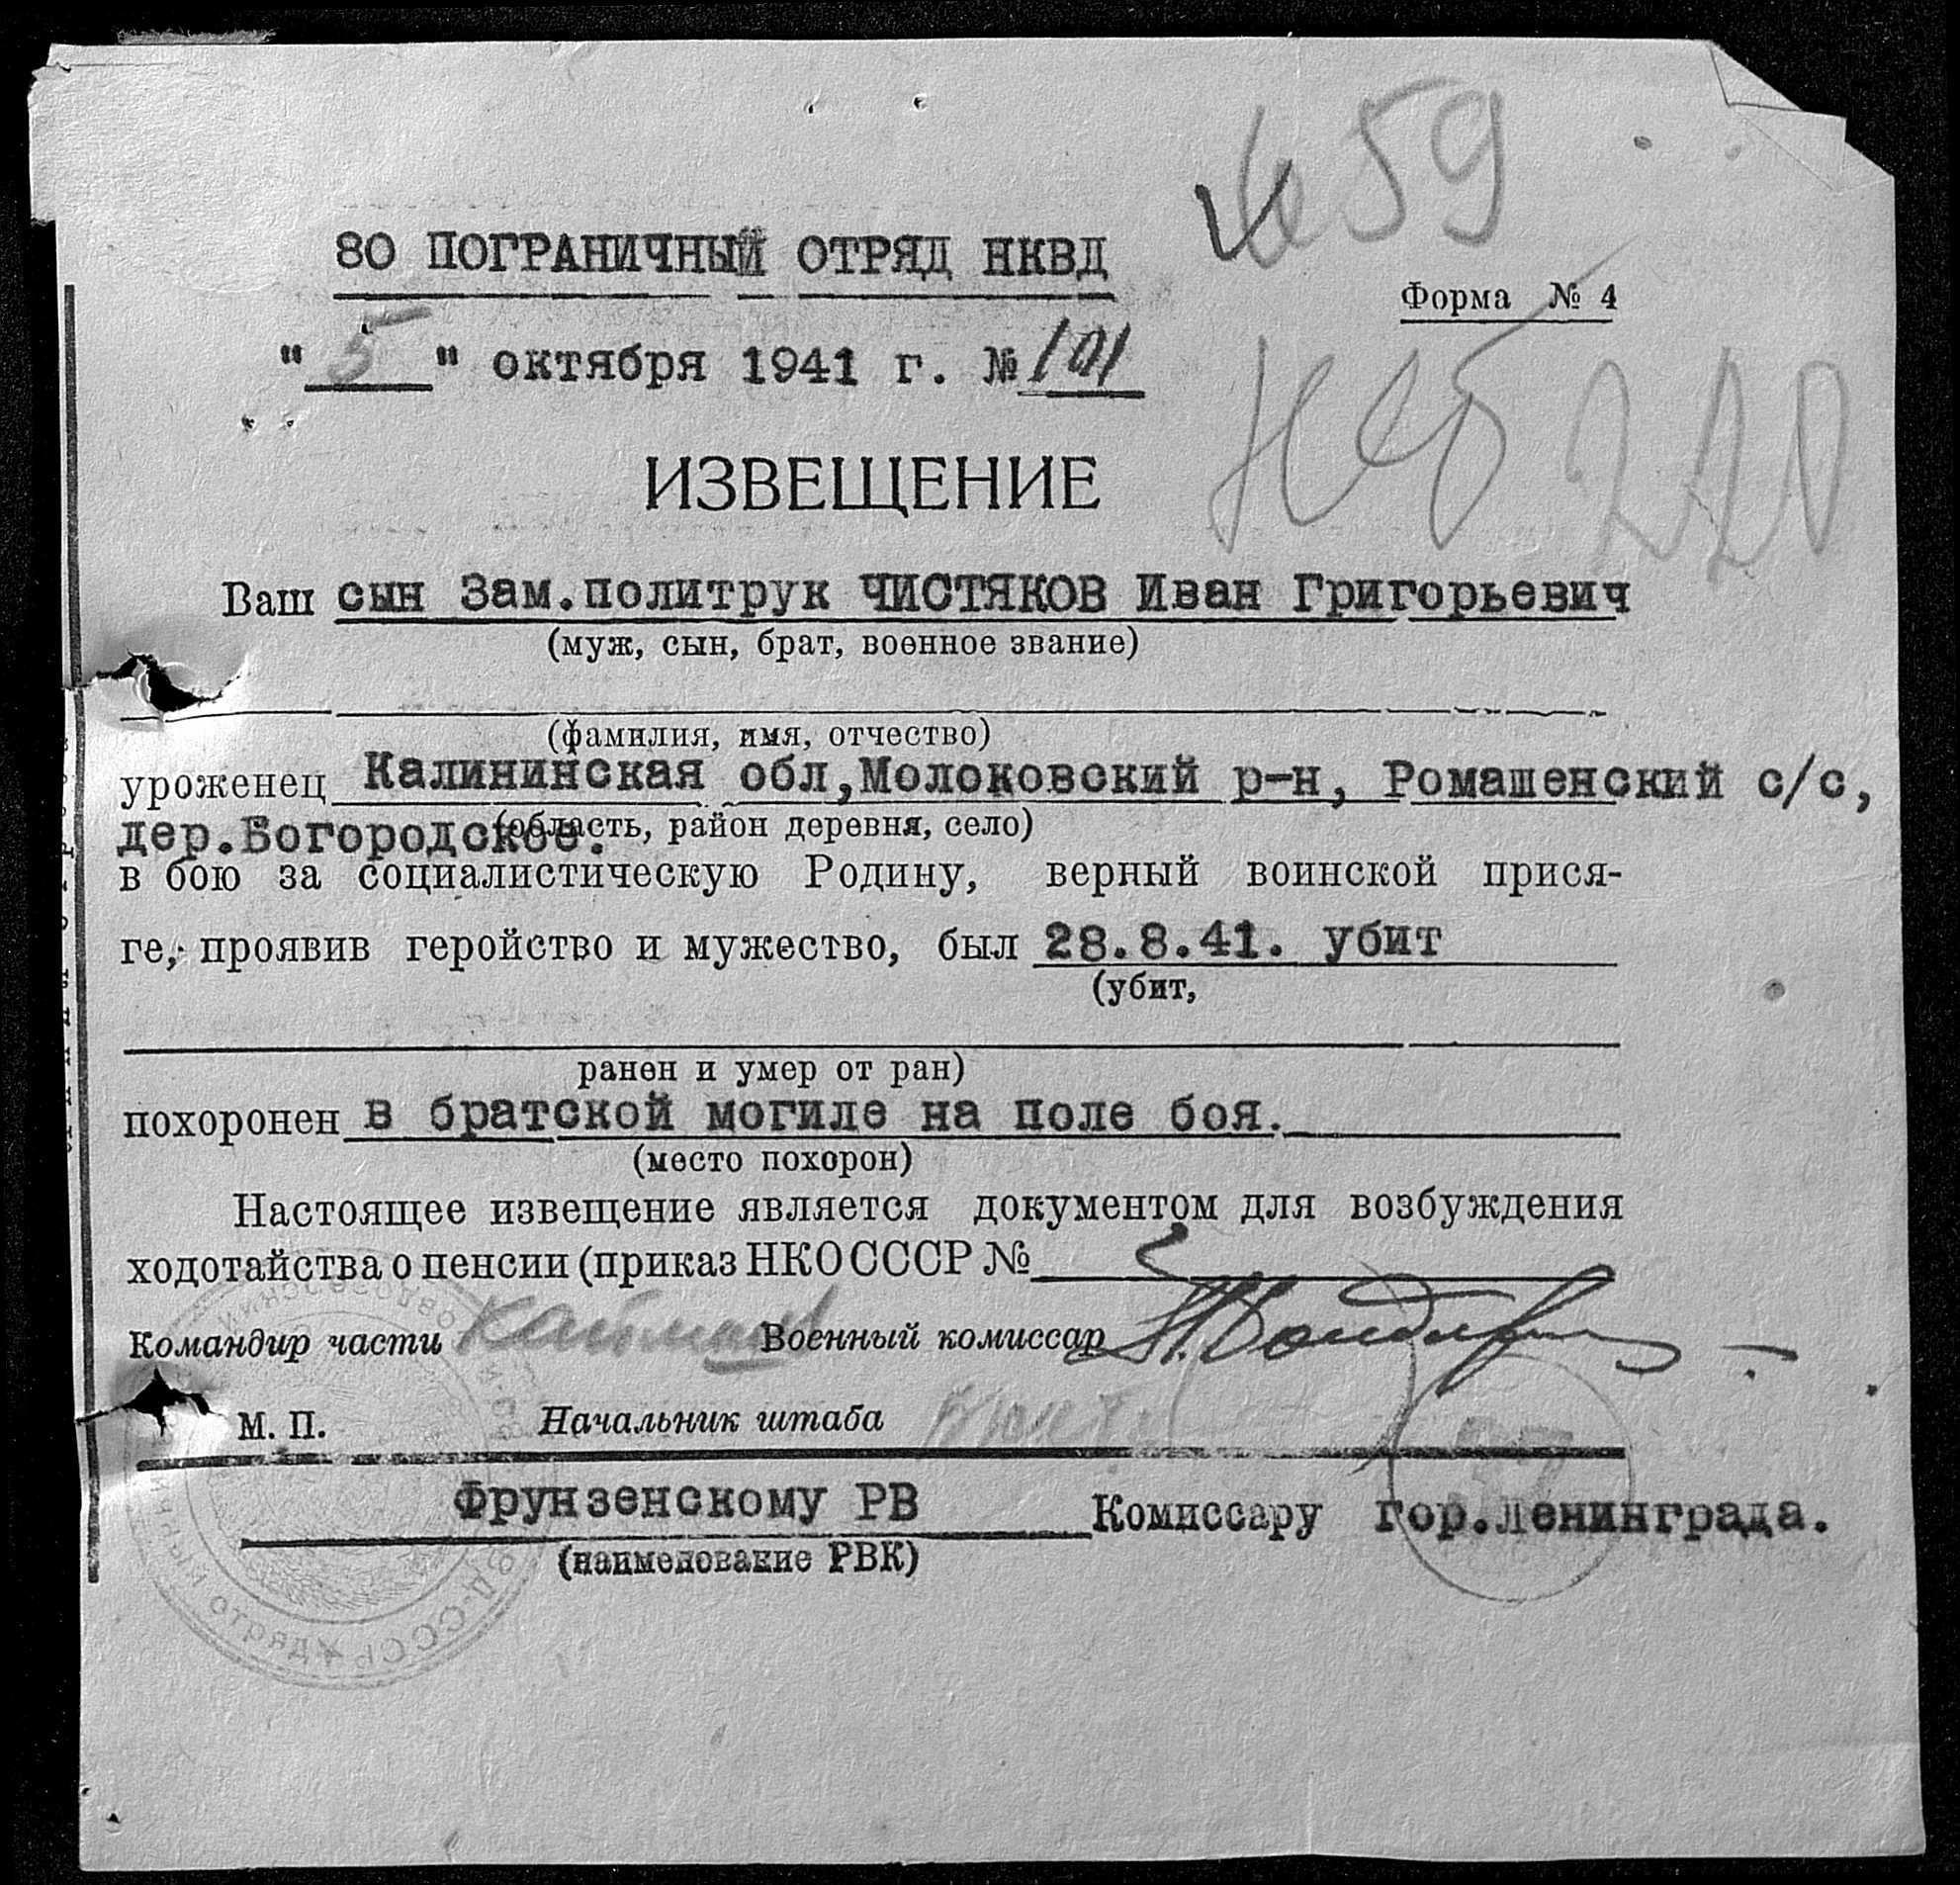 659
80 ПОГРАНИЧНЫЙ ОТРЯД НКВД
Форма № 4
" 5 " октября 1941 г. № 101
220
ИЗВЕЩЕНИЕ
Ваш сын Зам.политрук ЧИСТЯКОВ Иван Григорьевич
(муж, сын, брат, военное звание)
(фамилия, имя, отчество)
уроженец Калининская обл,Молоковский р-н, Ромашенский с/с,
дер.Богородское.
(область, район деревня, село)
в бою за социалистическую Родину, верный воинской прися-
ге, проявив геройство и мужество, был 28.8.41. убит
(убит,
ранен и умер от ран)
похоронен в братской могиле на поле боя.
(место похорон)
Настоящее извещение является документом для возбуждения
ходотайства о пенсии (приказ НКО СССР №
Командир части Военный комиссар
М. П. Начальник штаба
Фрунзенскому РВ Комиссару гор.Ленинграда.
(наименование РВК)